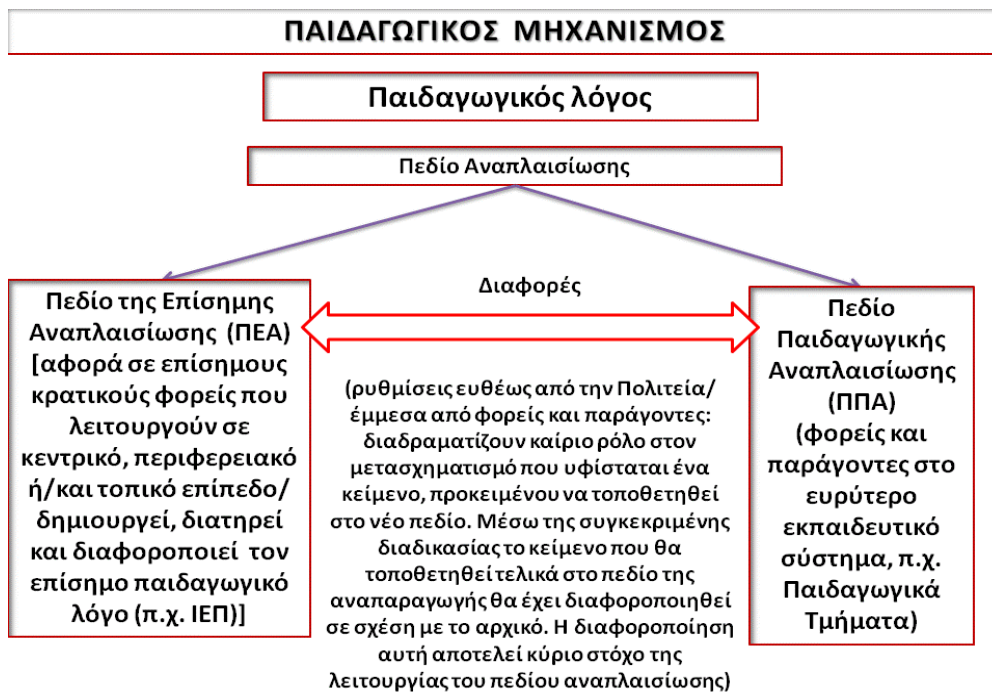 ΠΑΙΔΑΓΩΓΙΚΟΣ ΜΗΧΑΝΙΣΜΟΣ
Παιδαγωγικός λόγος
Πεδίο Αναπλαισίωσης
Πεδίο της Επίσημης
Αναπλαισίωσης (ΠΕΑ)
[αφορά σε επίσημους
κρατικούς φορείς που
λειτουργούν σε
κεντρικό, περιφερειακό
ή/και τοπικό επίπεδο/
δημιουργεί, διατηρεί
και διαφοροποιεί τον
επίσημο παιδαγωγικό
λόγο (π.χ. ΙΕΠ)]
Διαφορές
(ρυθμίσεις ευθέως από την Πολιτεία/
έμμεσα από φορείς και παράγοντες:
διαδραματίζουν καίριο ρόλο στον
μετασχηματισμό που υφίσταται ένα
κείμενο, προκειμένου να τοποθετηθεί
στο νέο πεδίο. Μέσω της συγκεκριμένης
διαδικασίας το κείμενο που θα
τοποθετηθεί τελικά στο πεδίο της
αναπαραγωγής θα έχει διαφοροποιηθεί
σε σχέση με το αρχικό. Η διαφοροποίηση
αυτή αποτελεί κύριο στόχο της
λειτουργίας του πεδίου αναπλαισίωσης)
Πεδίο
Παιδαγωγικής
Αναπλαισίωσης
(ΠΠΑ)
(φορείς και
παράγοντες στο
ευρύτερο
εκπαιδευτικό
σύστημα, π.χ.
Παιδαγωγικά
Τμήματα)